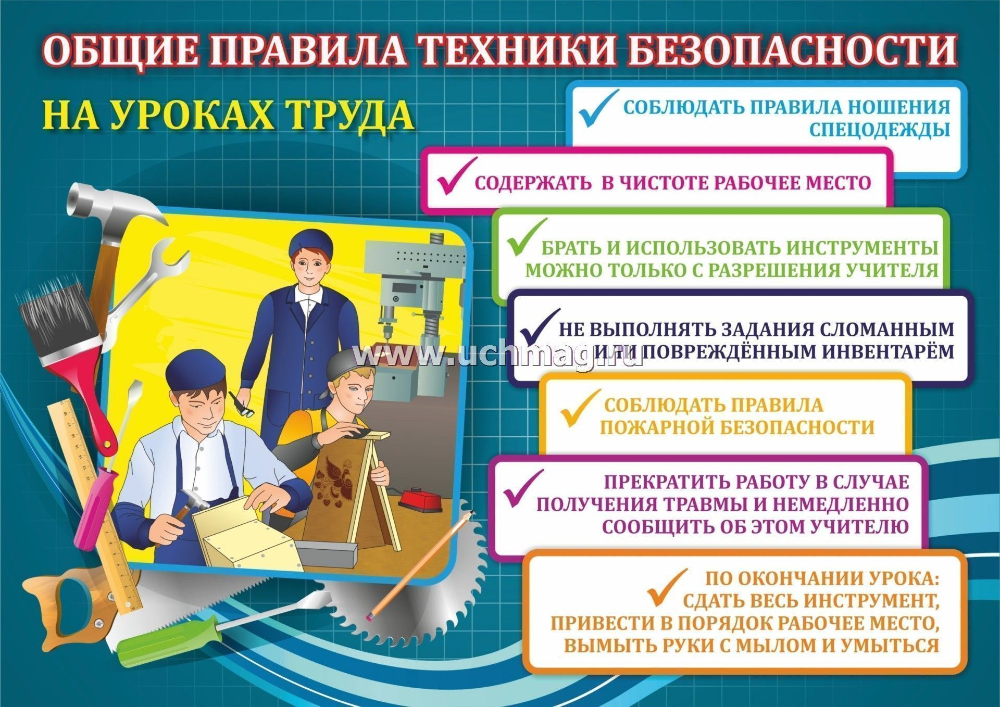 ОБЩИЕ ПРАВИЛА ТЕХНИКИ БЕЗОПАСНОСТИ
НА УРОКАХ ТРУДА
СОБЛЮДАТЬ ПРАВИЛА НОШЕНИЯ
СПЕЦОДЕЖДЫ
СОДЕРЖАТЬ В ЧИСТОТЕ РАБОЧЕЕ МЕСТО
БРАТЬ И ИСПОЛЬЗОВАТЬ ИНСТРУМЕНТЫ
МОЖНО ТОЛЬКО С РАЗРЕШЕНИЯ УЧИТЕЛЯ
НЕ ВЫПОЛНЯТЬ ЗАДАНИЯ СЛОМАННЫМ
ИЛИ ПОВРЕЖДЁННЫМ ИНВЕНТАРЁМ
www.uchmag.ru
СОБЛЮДАТЬ ПРАВИЛА
ПОЖАРНОЙ БЕЗОПАСНОСТИ
ПРЕКРАТИТЬ РАБОТУ В СЛУЧАЕ
ПОЛУЧЕНИЯ ТРАВМЫ И НЕМЕДЛЕННО
СООБЩИТЬ ОБ ЭТОМ УЧИТЕЛЮ
ПО ОКОНЧАНИИ УРОКА:
СДАТЬ ВЕСЬ ИНСТРУМЕНТ,
ПРИВЕСТИ В ПОРЯДОК РАБОЧЕЕ МЕСТО,
ВЫМЫТЬ РУКИ С МЫЛОМ И УМЫТЬСЯ